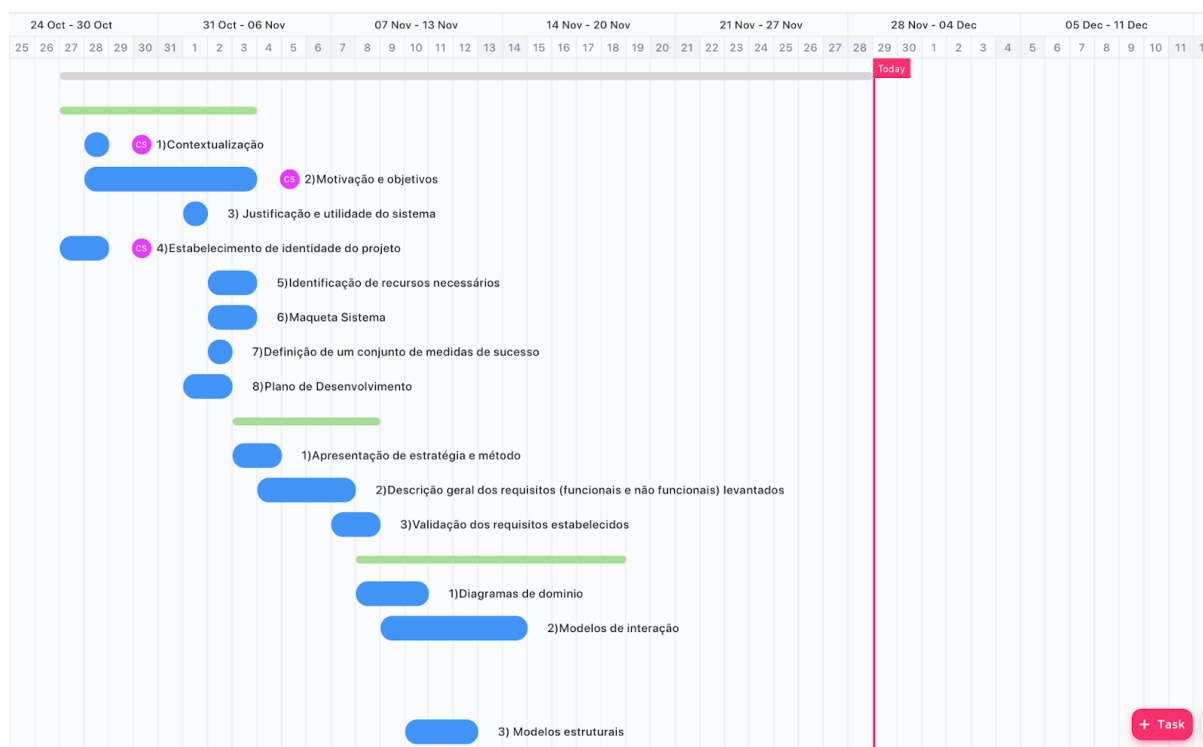 24 Oct - 30 Oct 31 Oct - 06 Nov 07 Nov - 13 Nov 14 Nov - 20 Nov 21 Nov - 27 Nov 28 Nov - 04 Dec 05 Dec - 11 Dec
25 26 27 28 29 30 31 1 2 3 4 5 6 7 8 9 10 11 12 13 14 15 16 17 18 19 20 21 22 23 24 25 26 27 28 29 30 1 2 3 4 5 6 7 8 9 10 11
Today
CS 1)Contextualização
CS 2)Motivação e objetivos
3) Justificação e utilidade do sistema
CS 4)Estabelecimento de identidade do projeto
5)Identificação de recursos necessários
6)Maqueta Sistema
7)Definição de um conjunto de medidas de sucesso
8)Plano de Desenvolvimento
1)Apresentação de estratégia e método
2)Descrição geral dos requisitos (funcionais e não funcionais) levantados
3)Validação dos requisitos estabelecidos
1)Diagramas de dominio
2)Modelos de interação
3) Modelos estruturais
+ Task